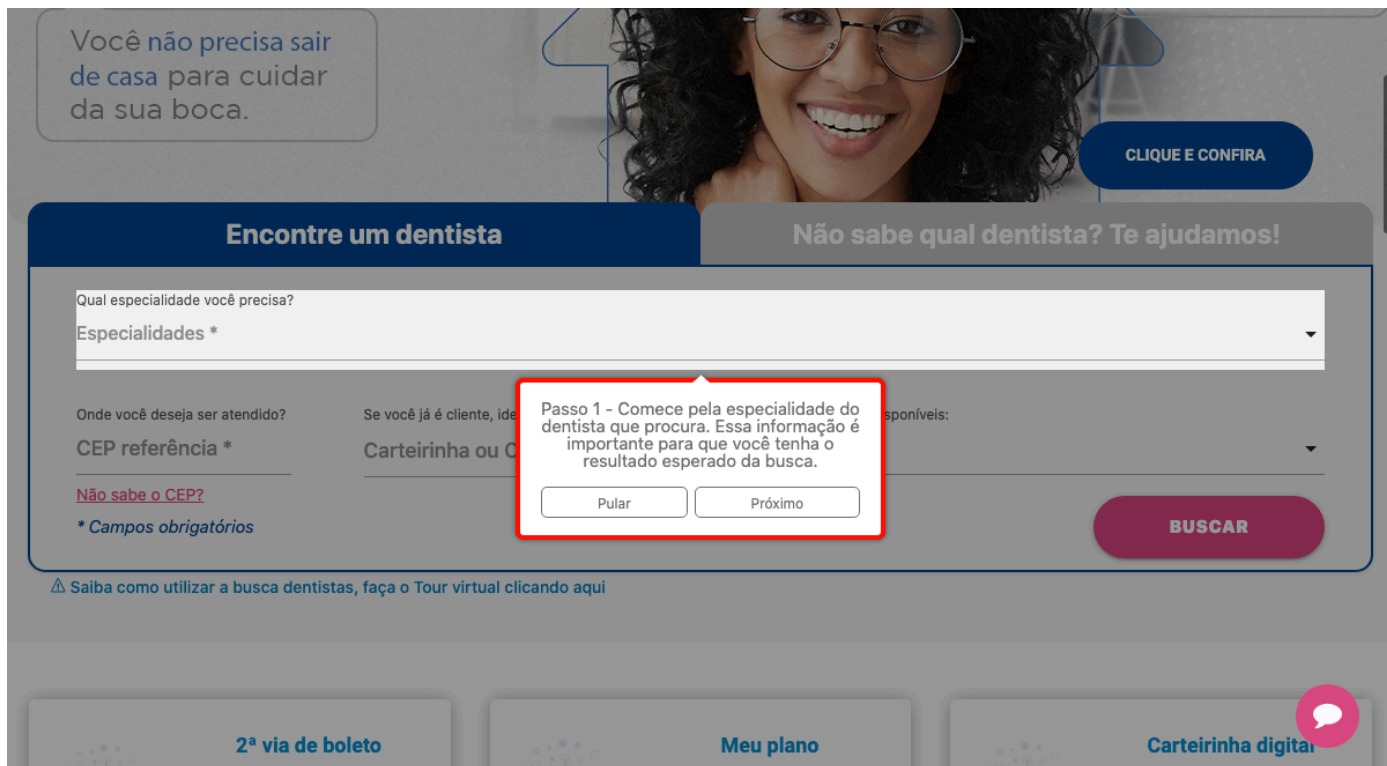 Você não precisa sair
de casa para cuidar
da sua boca.
CLIQUE E CONFIRA
Encontre um dentista
Não sabe qual dentista? Te ajudamos!
Qual especialidade você precisa?
Especialidades *
Onde você deseja ser atendido?
Se você já é cliente, ide
sponíveis:
CEP referência *
Carteirinha ou C
Não sabe o CEP?
* Campos obrigatórios
Passo 1 - Comece pela especialidade do
dentista que procura. Essa informação é
importante para que você tenha o
resultado esperado da busca.
Pular
Próximo
BUSCAR
⚠ Saiba como utilizar a busca dentistas, faça o Tour virtual clicando aqui
2ª via de boleto
Meu plano
Carteirinha digital